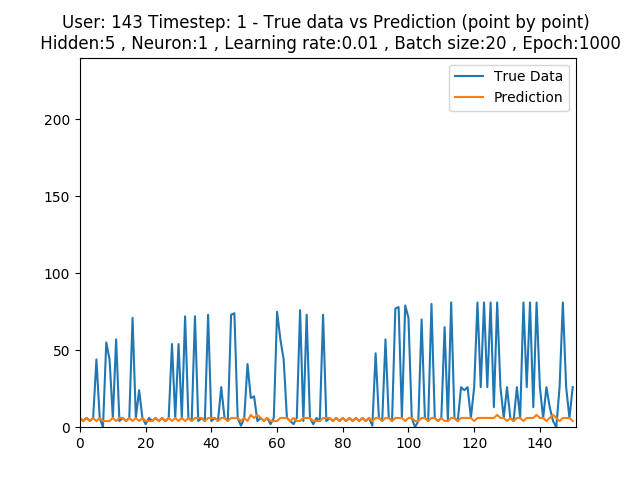 User: 143 Timestep: 1 - True data vs Prediction (point by point)
Hidden:5 , Neuron:1 , Learning rate:0.01 , Batch size:20 , Epoch:1000
True Data
Prediction
200
150
100
50
0
0 20 40 60 80 100 120 140